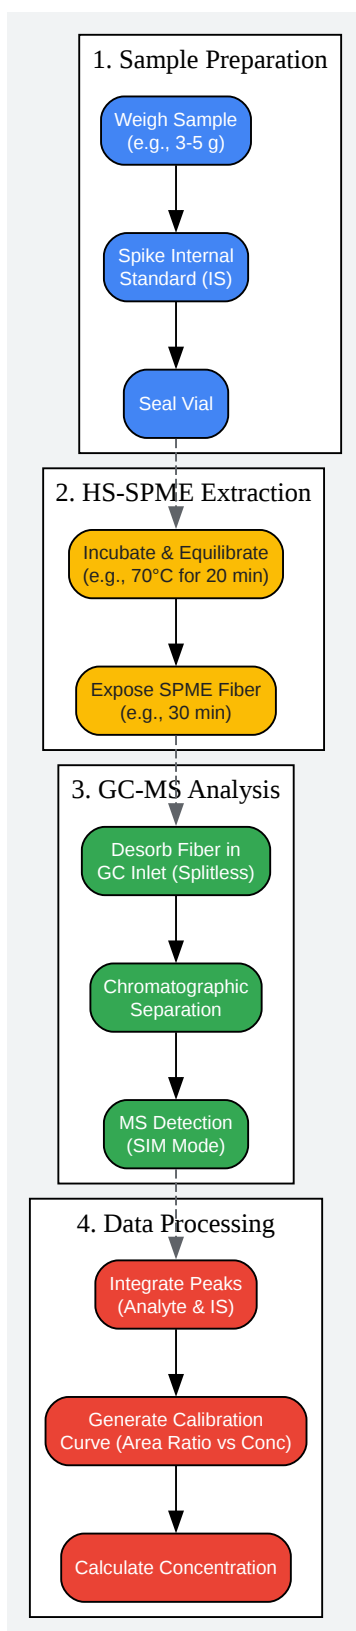 1. Sample Preparation
Weigh Sample
(e.g., 3-5 g)
Spike Internal
Standard (IS)
Seal Vial
2. HS-SPME Extraction
Incubate & Equilibrate
(e.g., 70°C for 20 min)
Expose SPME Fiber
(e.g., 30 min)
3. GC-MS Analysis
Desorb Fiber in
GC Inlet (Splitless)
Chromatographic
Separation
MS Detection
(SIM Mode)
4. Data Processing
Integrate Peaks
(Analyte & IS)
Generate Calibration
Curve (Area Ratio vs Conc)
Calculate Concentration